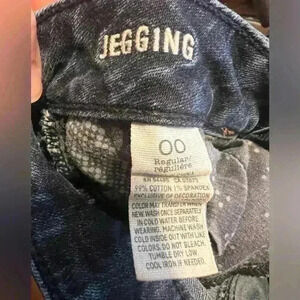 JEGGING
00
Regular/
régulière
99% COTTON 1% SPANDEX
EXCLUSIVE OF DECORATION
COLOR MAY TRANSFER WHEN
NEW. WASH ONCE SEPARATELY
IN COLD WATER BEFORE
WEARING. MACHINE WASH
COLD INSIDE OUT WITH LIKE
COLORS. DO NOT BLEACH.
TUMBLE DRY LOW.
COOL IRON IF NEEDED.